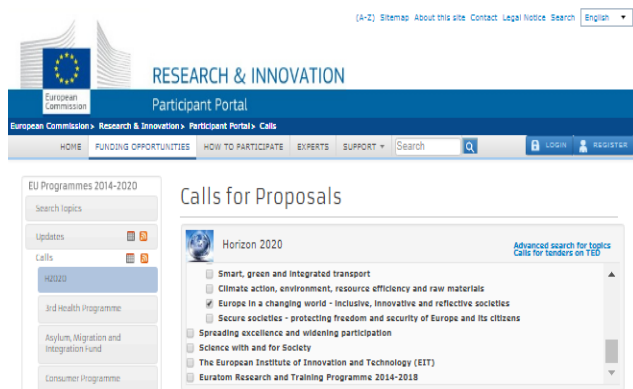 (A-Z) Sitemap About this site Contact Legal Notice Search English
RESEARCH & INNOVATION
European
Commission
Participant Portal
European Commission > Research & Innovation > Participant Portal > Calls
HOME FUNDING OPPORTUNITIES HOW TO PARTICIPATE EXPERTS SUPPORT Search LOGIN REGISTER
EU Programmes 2014-2020
Search Topics
Updates
Calls
H2020
3rd Health Programme
Asylum, Migration and
Integration Fund
Consumer Programme
Calls for Proposals
Horizon 2020
Advanced search for topics
Calls for tenders on TED
Smart, green and integrated transport
Climate action, environment, resource efficiency and raw materials
Europe in a changing world - inclusive, innovative and reflective societies
Secure societies - protecting freedom and security of Europe and its citizens
Spreading excellence and widening participation
Science with and for Society
The European Institute of Innovation and Technology (EIT)
Euratom Research and Training Programme 2014-2018